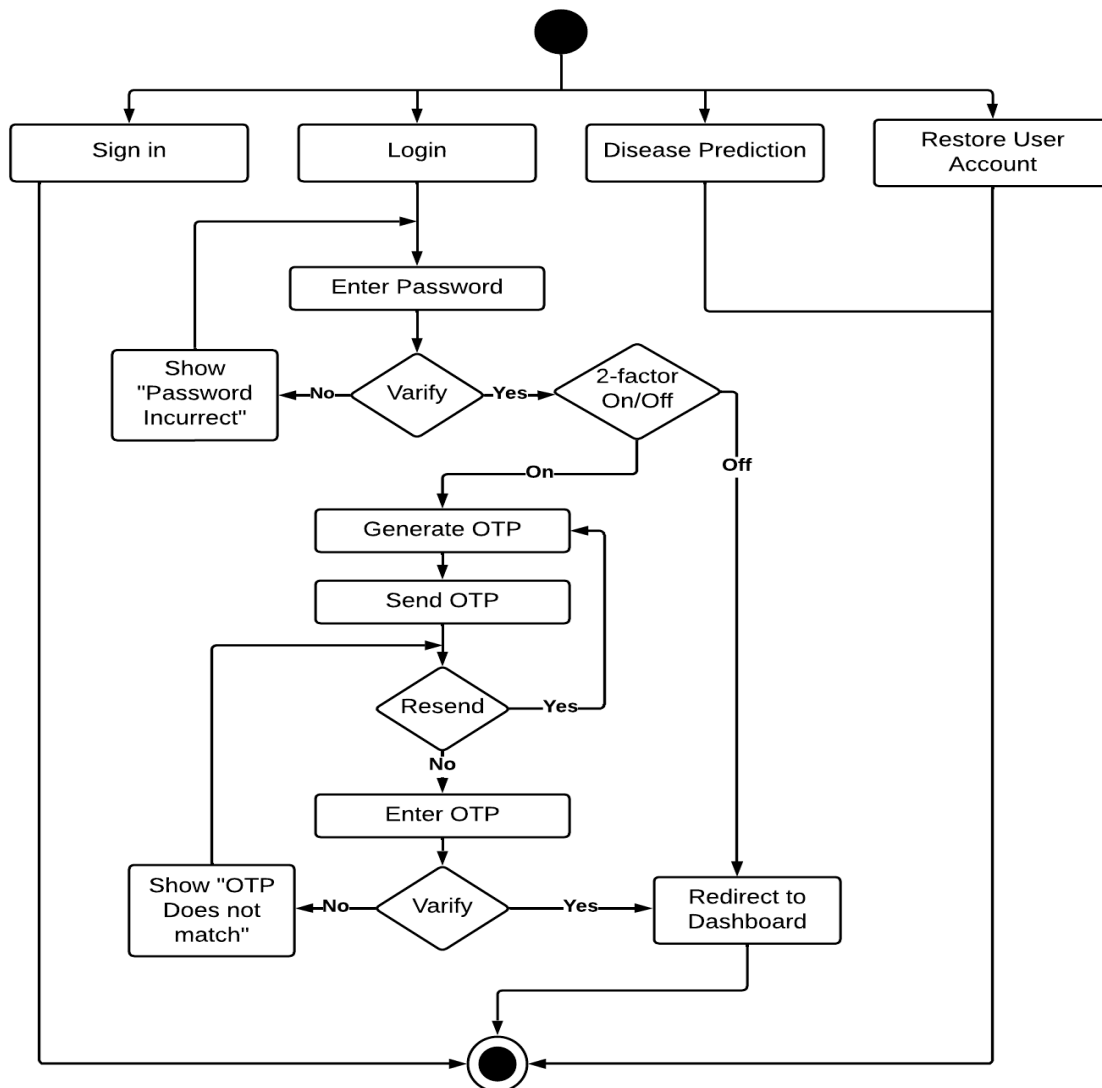 Sign in
Login
Disease Prediction
Restore User
Account
Enter Password
Show
"Password
Incurrect"
No
Varify
Yes
2-factor
On/Off
On
Off
Generate OTP
Send OTP
Resend
Yes
No
Enter OTP
Show "OTP
Does not
match"
No
Varify
Yes
Redirect to
Dashboard